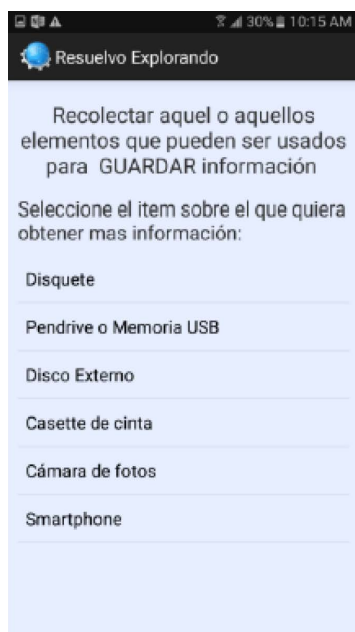 30% 10:15 AM
Resuelvo Explorando
Recolectar aquel o aquellos
elementos que pueden ser usados
para GUARDAR información
Seleccione el item sobre el que quiera
obtener mas información:
Disquete
Pendrive o Memoria USB
Disco Externo
Casette de cinta
Cámara de fotos
Smartphone